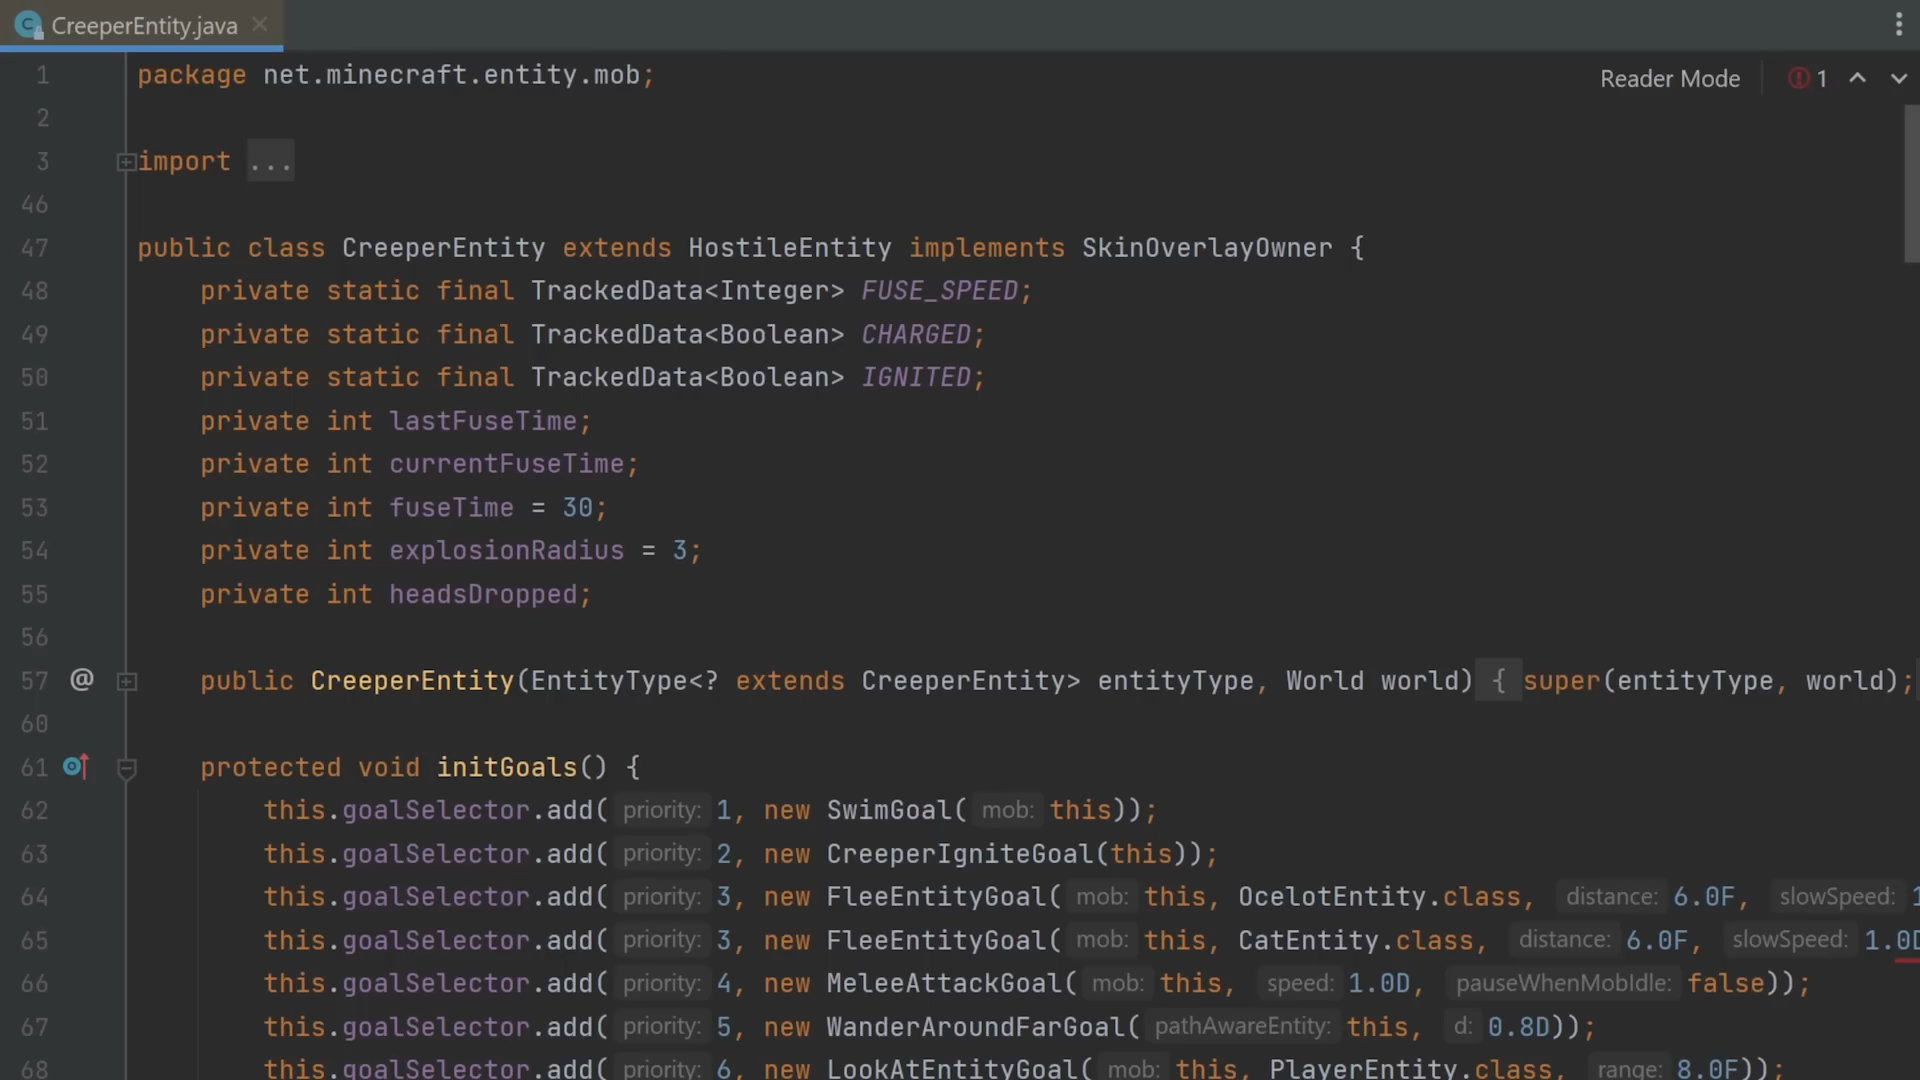 CreeperEntity.java
Reader Mode 1
1 package net.minecraft.entity.mob;
2
3 import ...
46
47 public class CreeperEntity extends HostileEntity implements SkinOverlayOwner {
48 private static final TrackedData<Integer> FUSE_SPEED;
49 private static final TrackedData<Boolean> CHARGED;
50 private static final TrackedData<Boolean> IGNITED;
51 private int lastFuseTime;
52 private int currentFuseTime;
53 private int fuseTime = 30;
54 private int explosionRadius = 3;
55 private int headsDropped;
56
57 @ public CreeperEntity(EntityType<? extends CreeperEntity> entityType, World world) { super(entityType, world);
60
61 protected void initGoals() {
62 this.goalSelector.add( priority: 1, new SwimGoal( mob: this));
63 this.goalSelector.add( priority: 2, new CreeperIgniteGoal(this));
64 this.goalSelector.add( priority: 3, new FleeEntityGoal( mob: this, OcelotEntity.class, distance: 6.0F, slowSpeed: 1
65 this.goalSelector.add( priority: 3, new FleeEntityGoal( mob: this, CatEntity.class, distance: 6.0F, slowSpeed: 1.0D
66 this.goalSelector.add( priority: 4, new MeleeAttackGoal( mob: this, speed: 1.0D, pauseWhenMobIdle: false));
67 this.goalSelector.add( priority: 5, new WanderAroundFarGoal( pathAwareEntity: this, d: 0.8D));
68 this.goalSelector.add( priority: 6, new LookAtEntityGoal( mob: this, PlayerEntity.class, range: 8.0F));